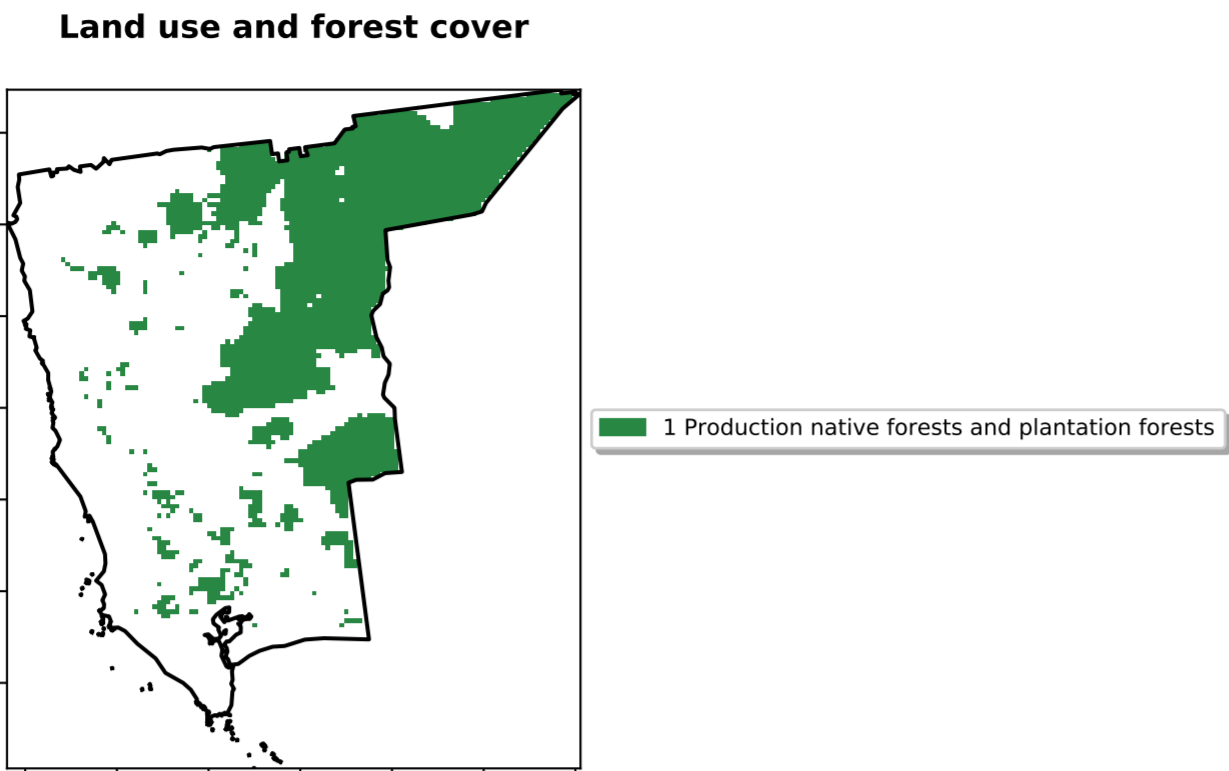 Land use and forest cover
1 Production native forests and plantation forests